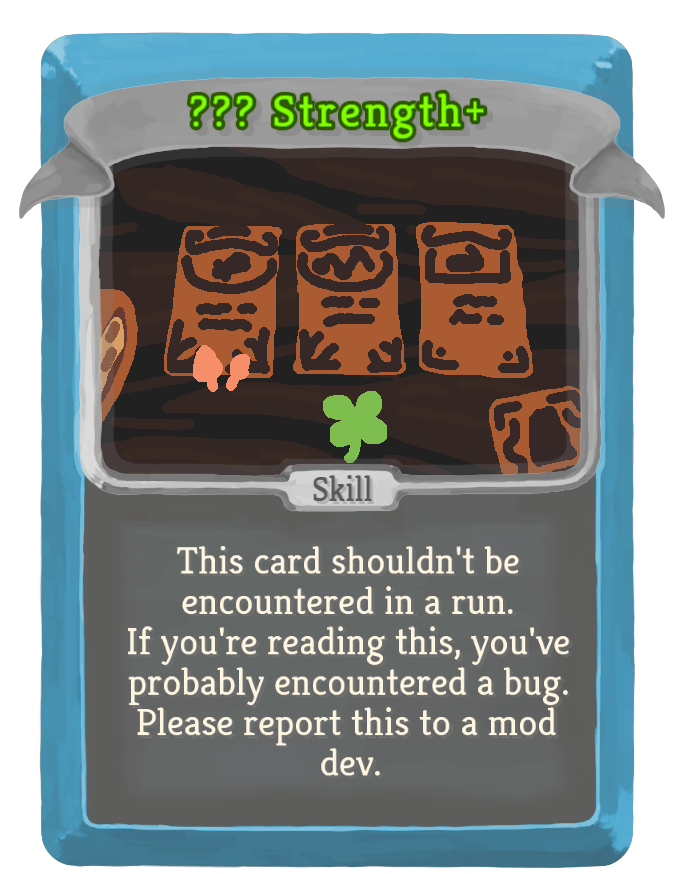 ??? Strength+
Skill
This card shouldn't be
encountered in a run.
If you're reading this, you've
probably encountered a bug.
Please report this to a mod
dev.